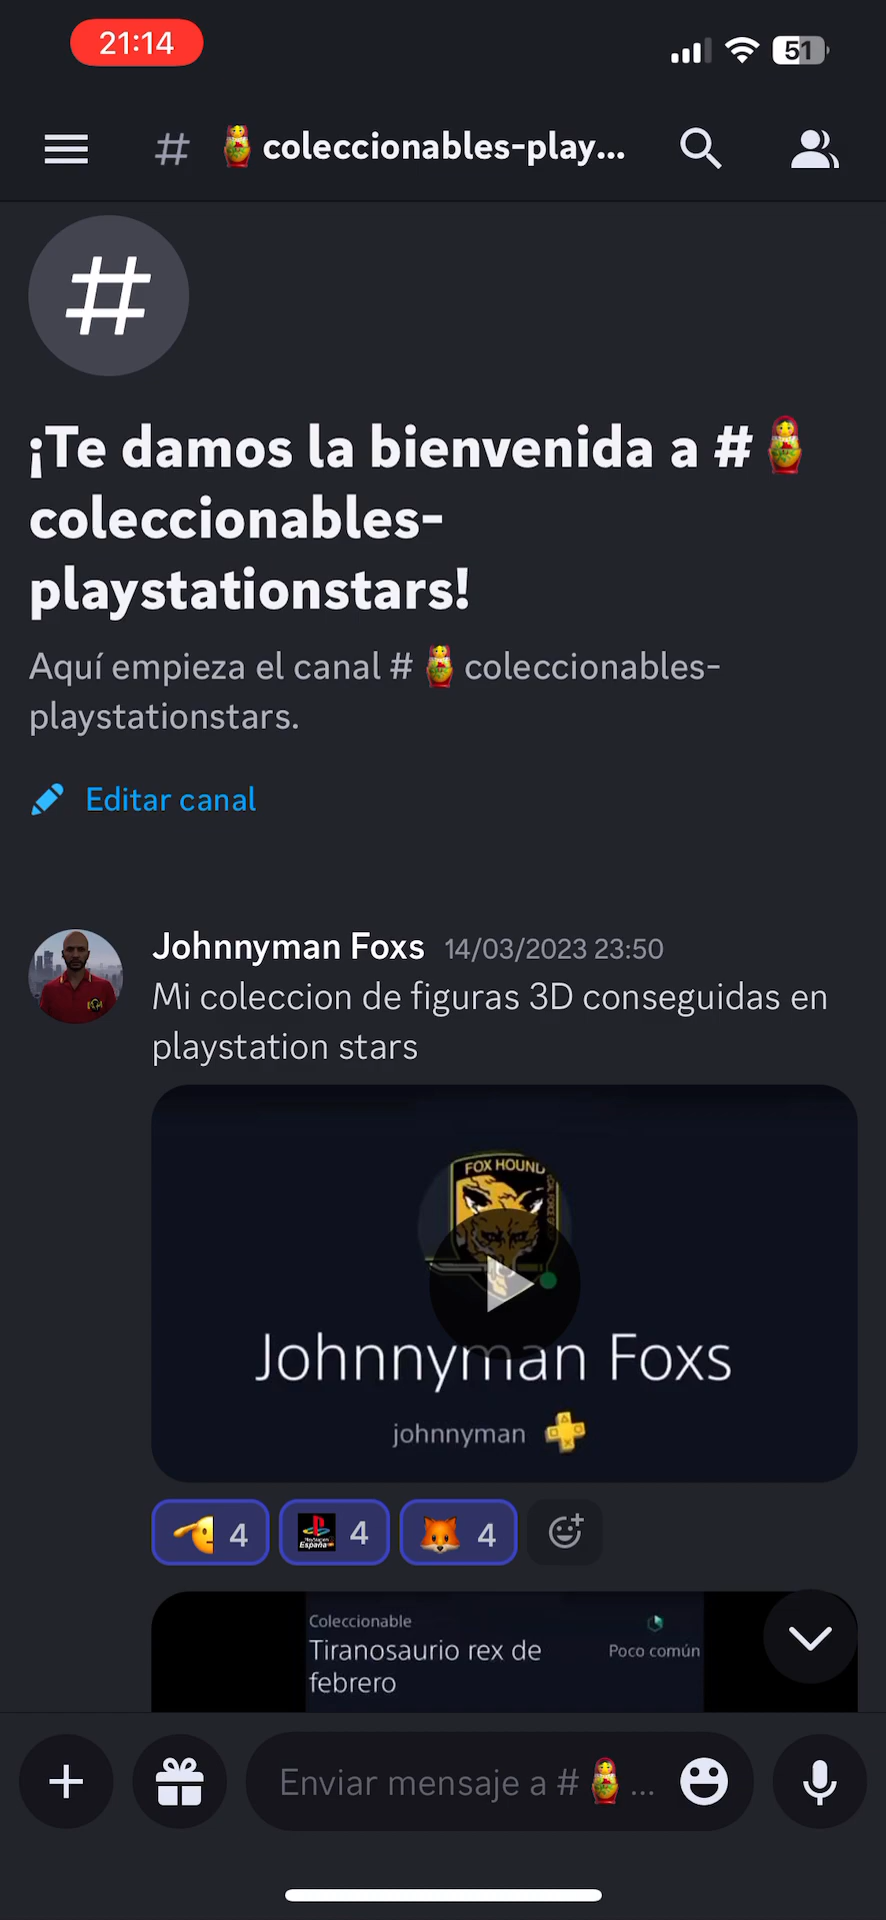 21:14
51
# coleccionables-play...
#
¡Te damos la bienvenida a #
coleccionables-
playstationstars!
Aquí empieza el canal # coleccionables-
playstationstars.
Editar canal
Johnnyman Foxs 14/03/2023 23:50
Mi coleccion de figuras 3D conseguidas en
playstation stars
FOX HOUND
Johnnyman Foxs
johnnyman
4 España 4 4
Coleccionable
Tiranosaurio rex de
febrero
Poco común
Enviar mensaje a # ...